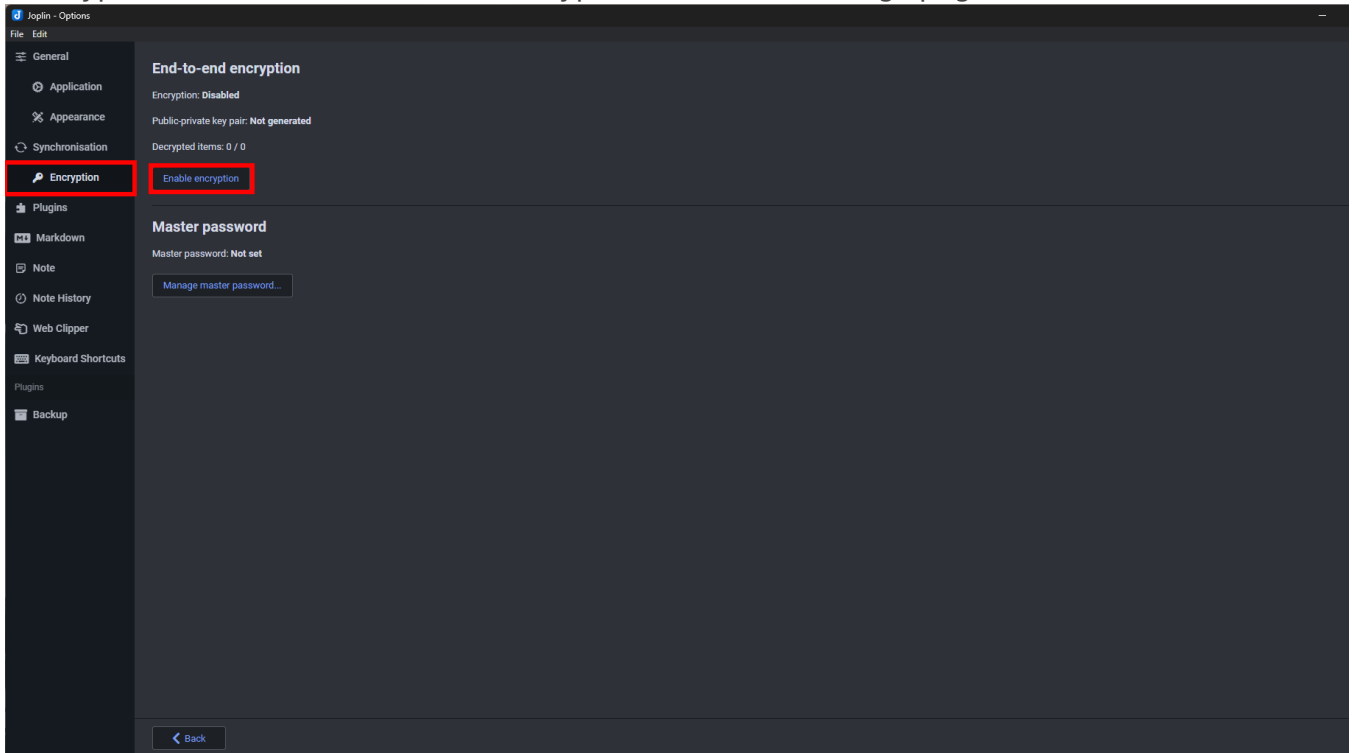 Joplin - Options
File Edit
General
Application
Appearance
Synchronisation
Encryption
Plugins
Markdown
Note
Note History
Web Clipper
Keyboard Shortcuts
Plugins
Backup
End-to-end encryption
Encryption: Disabled
Public-private key pair: Not generated
Decrypted items: 0 / 0
Enable encryption
Master password
Master password: Not set
Manage master password...
Back